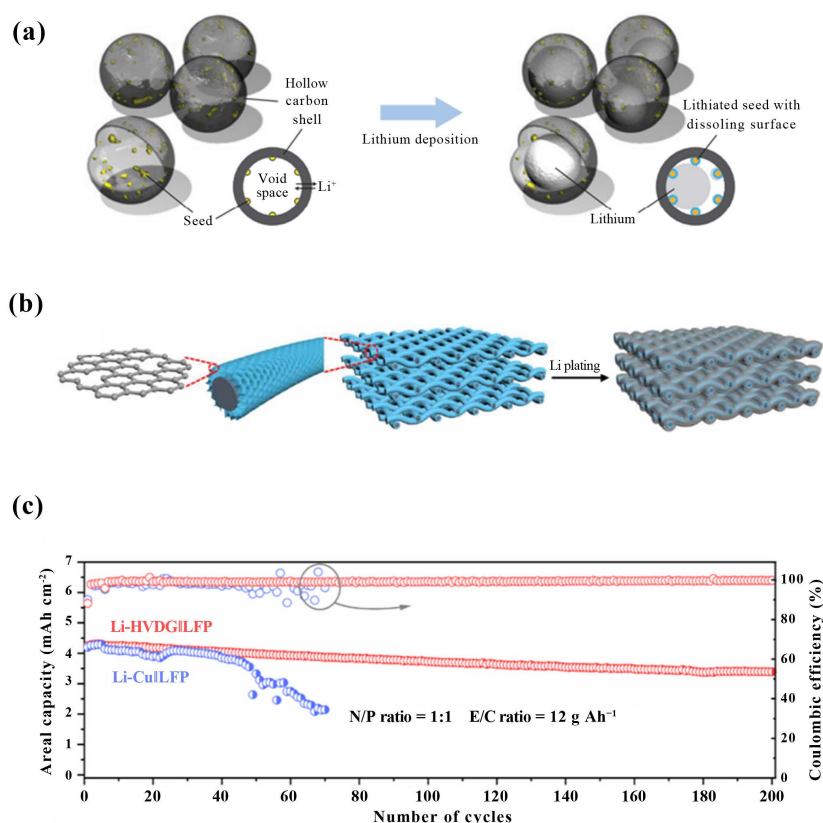 (a)
Hollow
carbon
shell
Void
space
Li⁺
Seed
Lithium deposition
Lithiated seed with
dissoling surface
Lithium
(b)
Li plating
(c)
Areal capacity (mAh cm⁻²)
7
6
5
4
3
2
1
0
Li-HVDG||LFP
Li-Cu||LFP
N/P ratio = 1:1 E/C ratio = 12 g Ah⁻¹
100
80
60
40
20
0
Coulombic efficiency (%)
0 20 40 60 80 100 120 140 160 180 200
Number of cycles